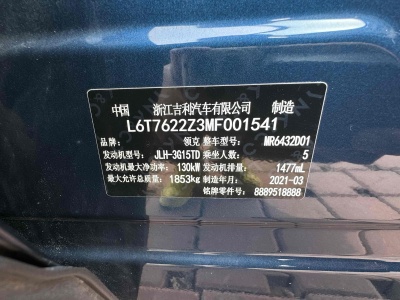 中国 浙江吉利汽车有限公司 制造
L6T7622Z3MF001541
品牌 领克 整车型号 MR6432D01
发动机型号 JLH-3G15TD 乘坐人数 5
发动机最大净功率 130kW 发动机排量 1477mL
最大允许总质量 1853kg 制造年月 2021-03
铭牌零件号: 8889518888